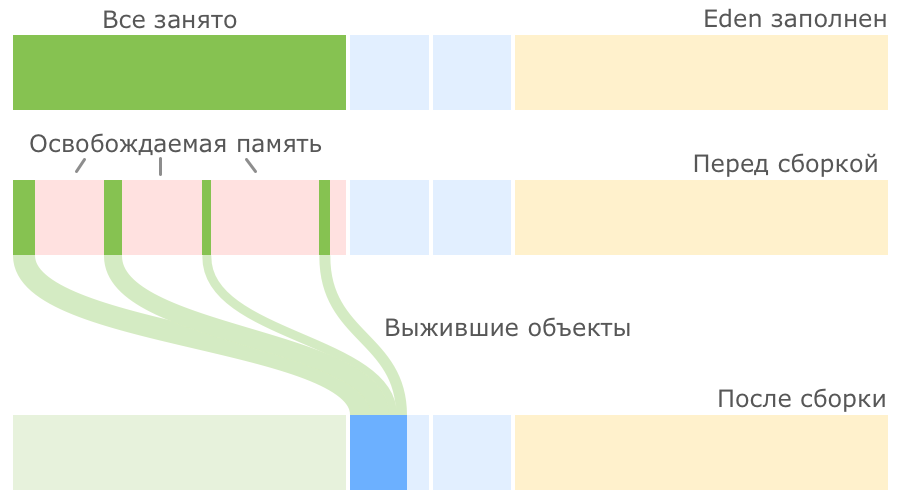 Все занято
Eden заполнен
Освобождаемая память
Перед сборкой
Выжившие объекты
После сборки